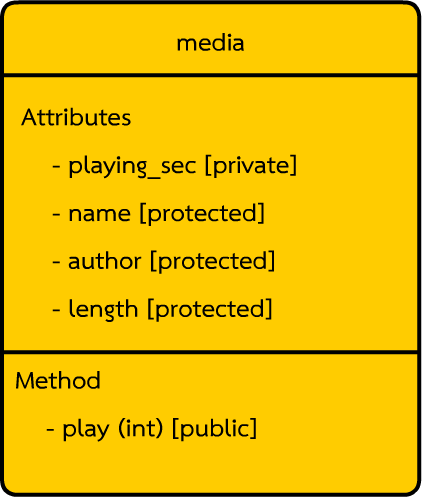 media
Attributes
- playing_sec [private]
- name [protected]
- author [protected]
- length [protected]
Method
- play (int) [public]